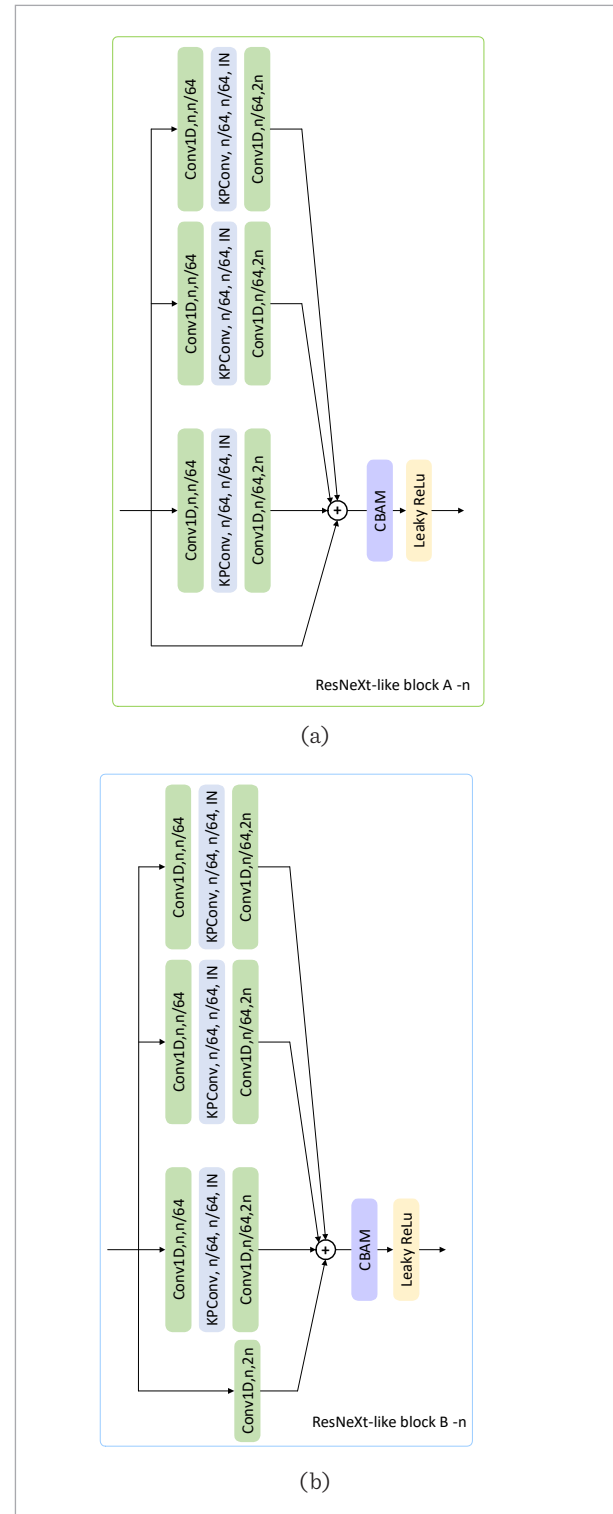 Conv1D,n,n/64
KPConv, n/64, n/64, IN
Conv1D,n/64,2n
Conv1D,n,n/64
KPConv, n/64, n/64, IN
Conv1D,n/64,2n
Conv1D,n,n/64
KPConv, n/64, n/64, IN
Conv1D,n/64,2n
+
CBAM
Leaky ReLu
ResNeXt-like block A -n
(a)
Conv1D,n,n/64
KPConv, n/64, n/64, IN
Conv1D,n/64,2n
Conv1D,n,n/64
KPConv, n/64, n/64, IN
Conv1D,n/64,2n
Conv1D,n,n/64
KPConv, n/64, n/64, IN
Conv1D,n/64,2n
Conv1D,n,2n
+
CBAM
Leaky ReLu
ResNeXt-like block B -n
(b)